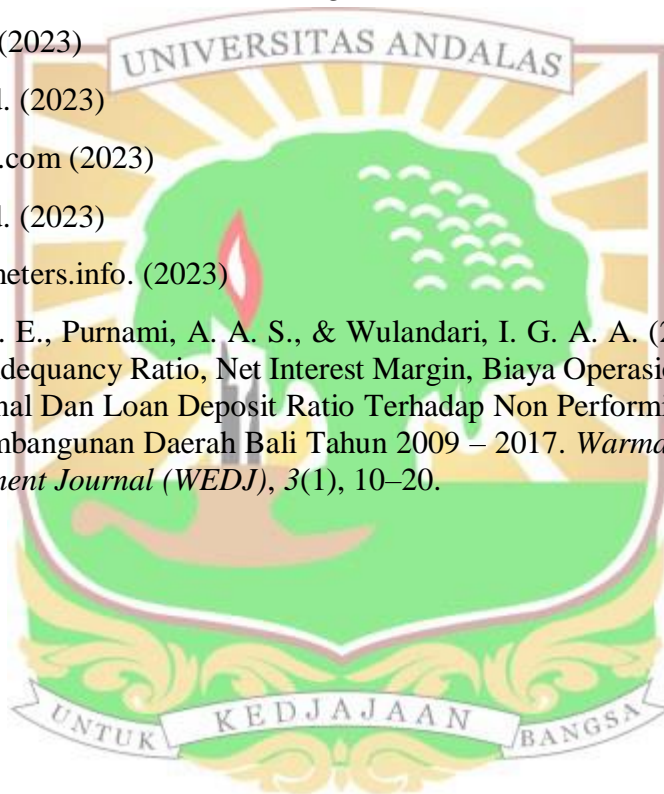 (2023)
UNIVERSITAS ANDALAS
. (2023)
.com (2023)
. (2023)
neters.info. (2023)
. E., Purnami, A. A. S., & Wulandari, I. G. A. A. (2
dequancy Ratio, Net Interest Margin, Biaya Operasio
nal Dan Loan Deposit Ratio Terhadap Non Performi
mbangunan Daerah Bali Tahun 2009 – 2017. Warma
ment Journal (WEDJ), 3(1), 10–20.
UNTUK KEDJAJAAN BANGSA